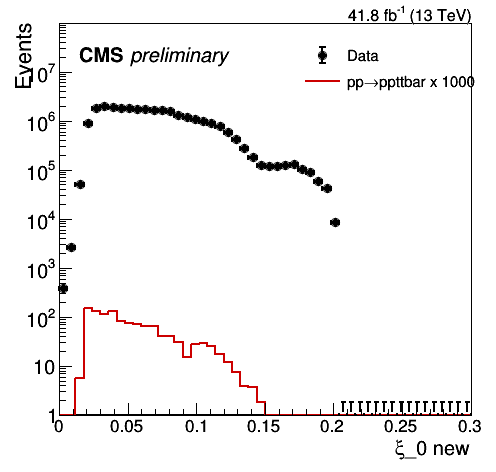 41.8 fb⁻¹ (13 TeV)
Events
CMS preliminary
Data
pp→ppttbar x 1000
10⁷
10⁶
10⁵
10⁴
10³
10²
10
1
0 0.05 0.1 0.15 0.2 0.25 0.3
ξ_0 new